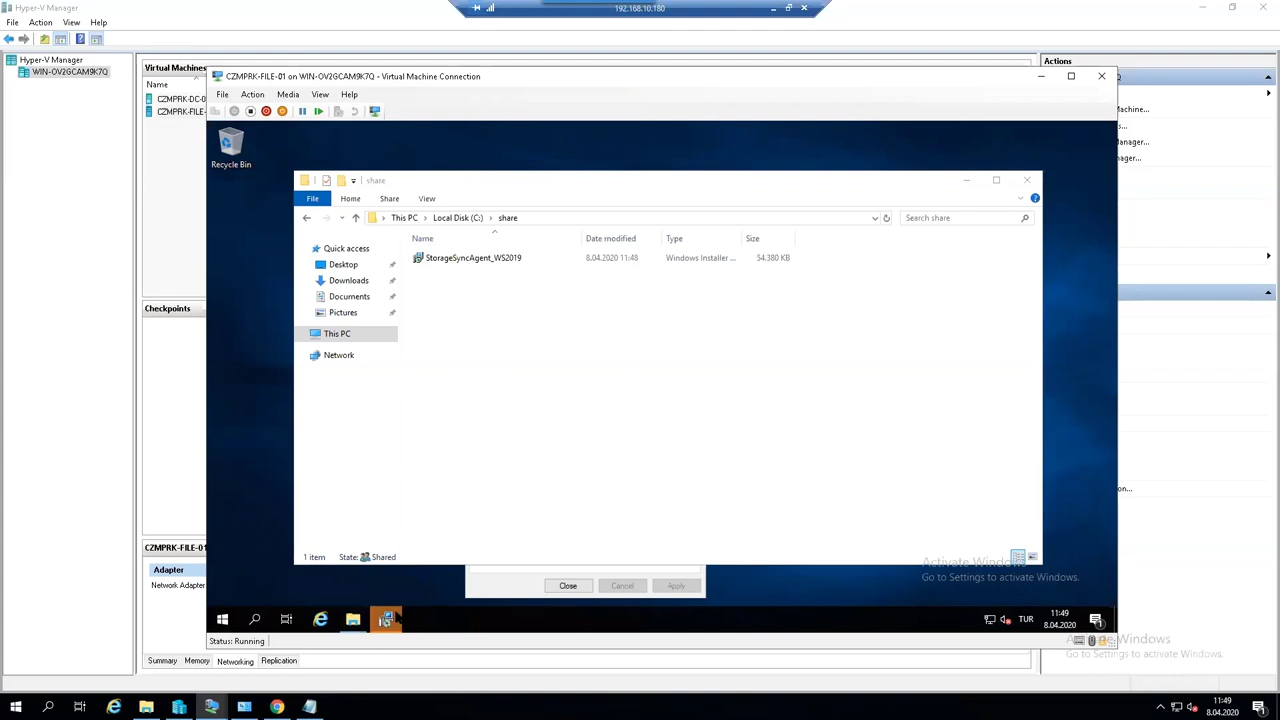 Hyper-V Manager
192.168.10.180
File Action View Help
Hyper-V Manager
WIN-OV2GCAM9K7Q
Virtual Machines
Name
CZMPRK-DC-0
CZMPRK-FILE-
Checkpoints
CZMPRK-FILE-01
Adapter
Network Adapter
Summary Memory Networking Replication
Actions
Machine...
s...
Manager...
nager...
on...
CZMPRK-FILE-01 on WIN-OV2GCAM9K7Q - Virtual Machine Connection
File Action Media View Help
Recycle Bin
share
File Home Share View
This PC > Local Disk (C:) > share
Search share
Quick access
Desktop
Downloads
Documents
Pictures
This PC
Network
Name Date modified Type Size
StorageSyncAgent_WS2019 8.04.2020 11:48 Windows Installer ... 54.380 KB
1 item State: Shared
Close Cancel Apply
Activate Windows
Go to Settings to activate Windows.
TUR
11:49
8.04.2020
Status: Running
Activate Windows
Go to Settings to activate Windows.
11:49
8.04.2020